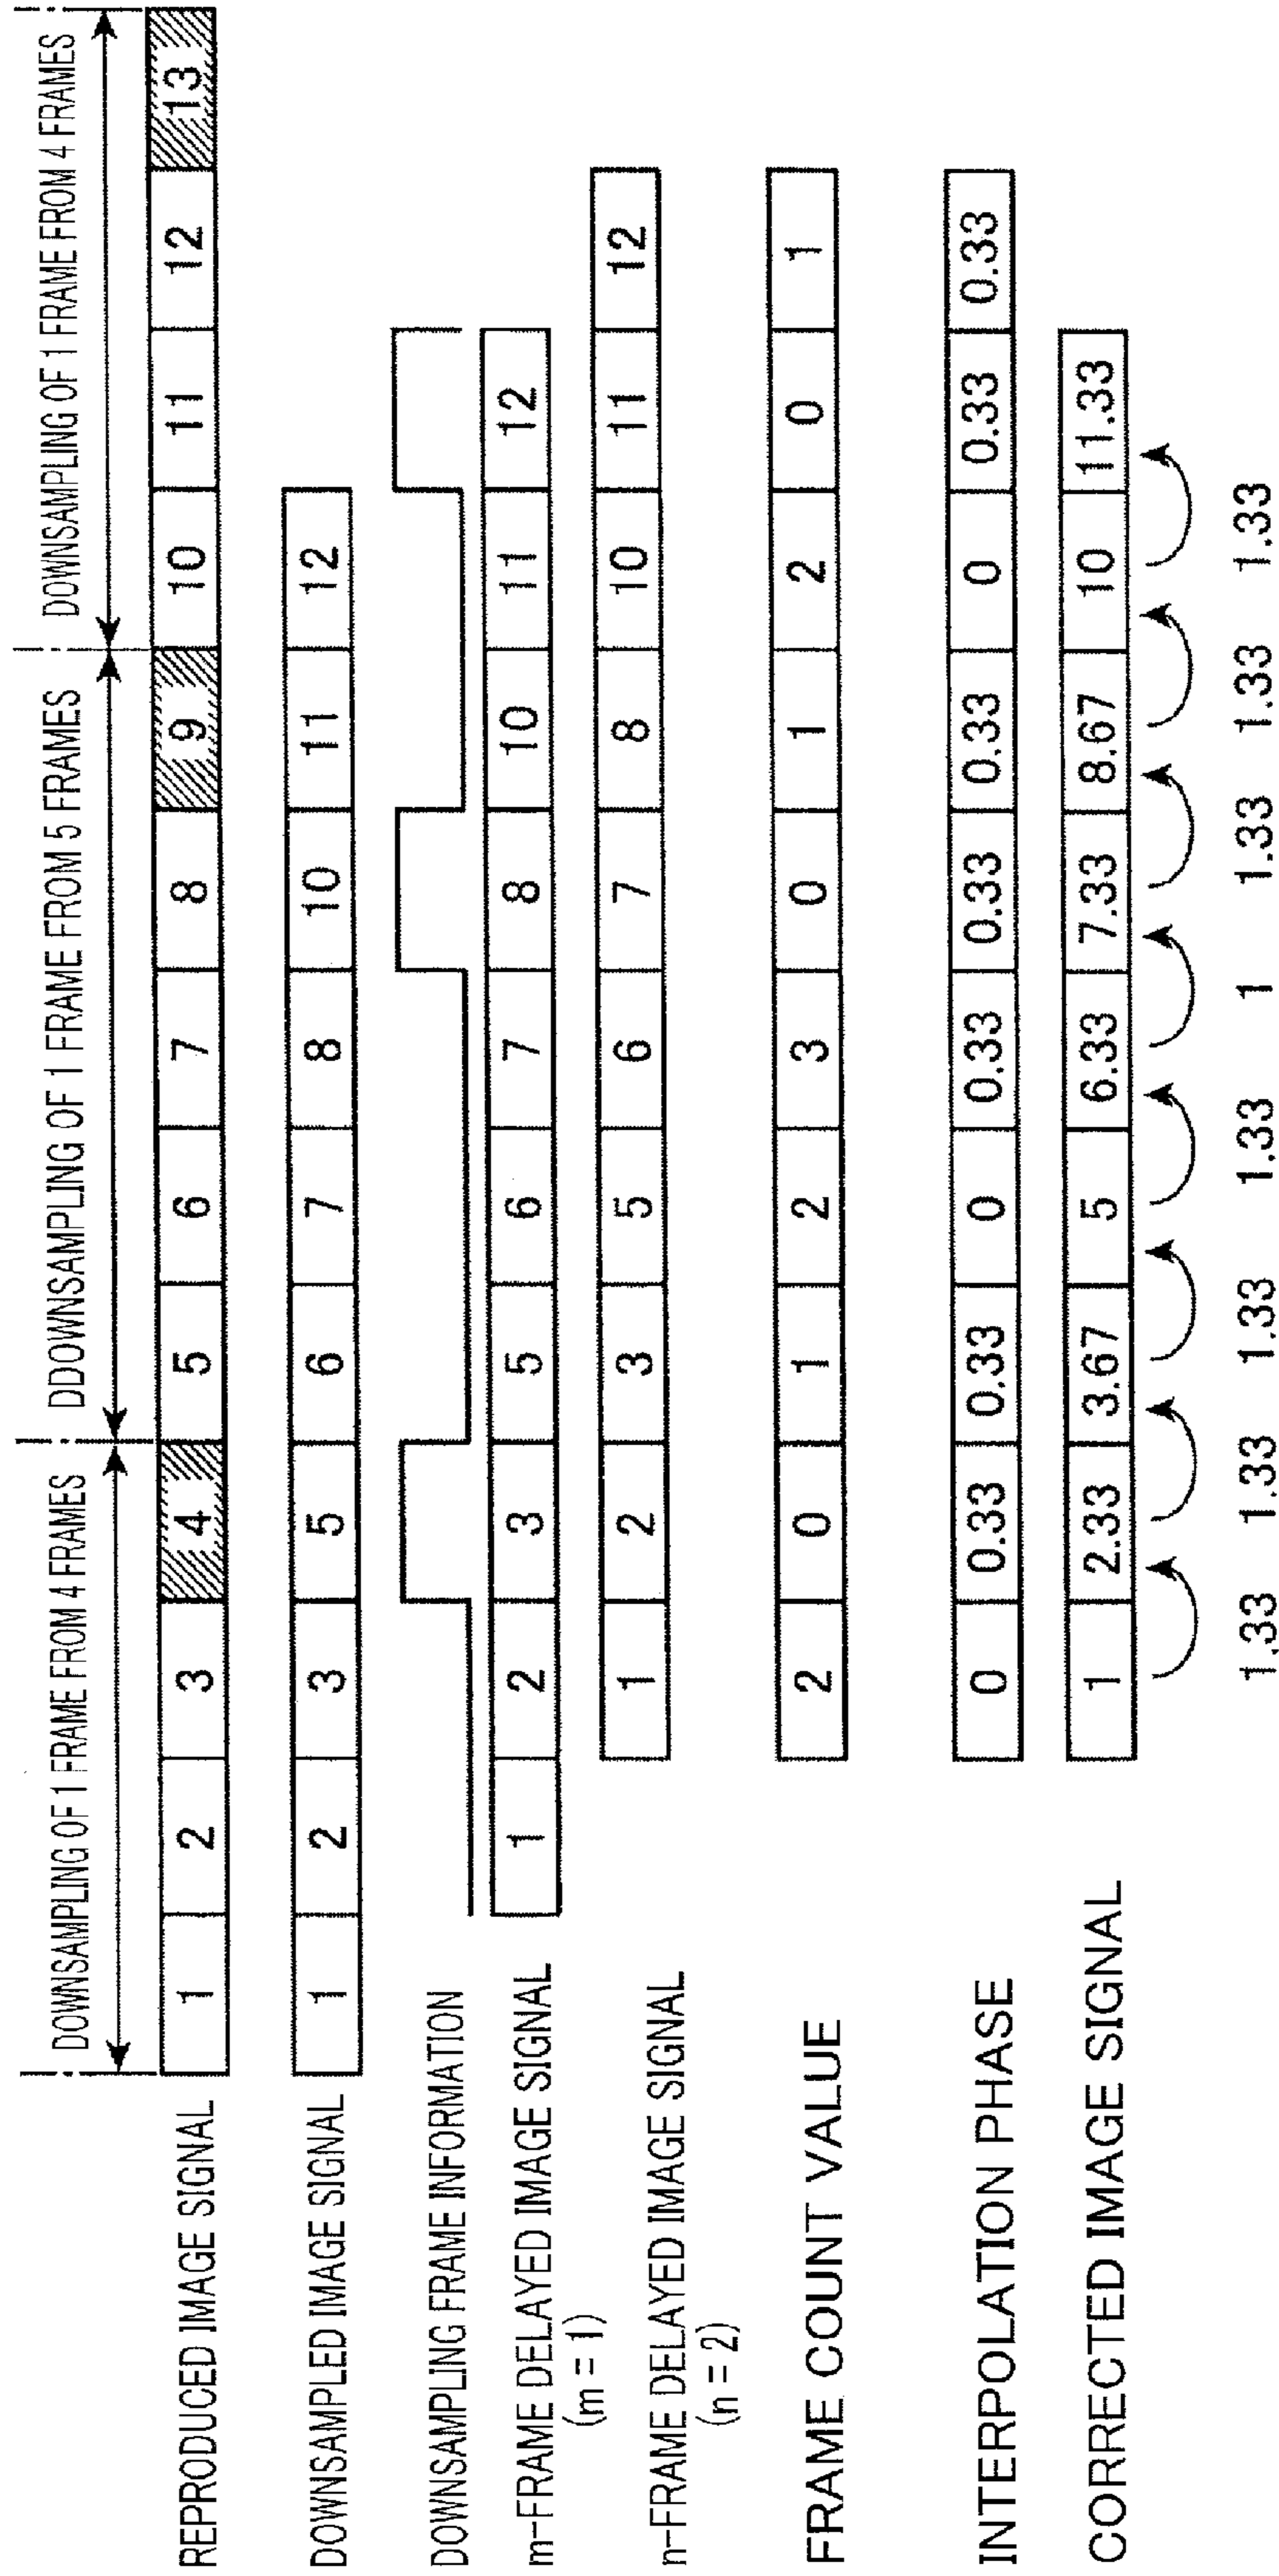 DOWNSAMPLING OF 1 FRAME FROM 4 FRAMES DDOWNSAMPLING OF 1 FRAME FROM 5 FRAMES DOWNSAMPLING OF 1 FRAME FROM 4 FRAMES
REPRODUCED IMAGE SIGNAL 1 2 3 4 5 6 7 8 9 10 11 12 13
DOWNSAMPLED IMAGE SIGNAL 1 2 3 5 6 7 8 10 11 12
DOWNSAMPLING FRAME INFORMATION
m-FRAME DELAYED IMAGE SIGNAL 1 2 3 5 6 7 8 10 11 12
(m = 1)
n-FRAME DELAYED IMAGE SIGNAL 1 2 3 5 6 7 8 10 11 12
(n = 2)
FRAME COUNT VALUE 2 0 1 2 3 0 1 2 0 1
INTERPOLATION PHASE 0 0.33 0.33 0 0.33 0.33 0.33 0 0.33 0.33
CORRECTED IMAGE SIGNAL 1 2.33 3.67 5 6.33 7.33 8.67 10 11.33
1.33 1.33 1.33 1.33 1 1.33 1.33 1.33